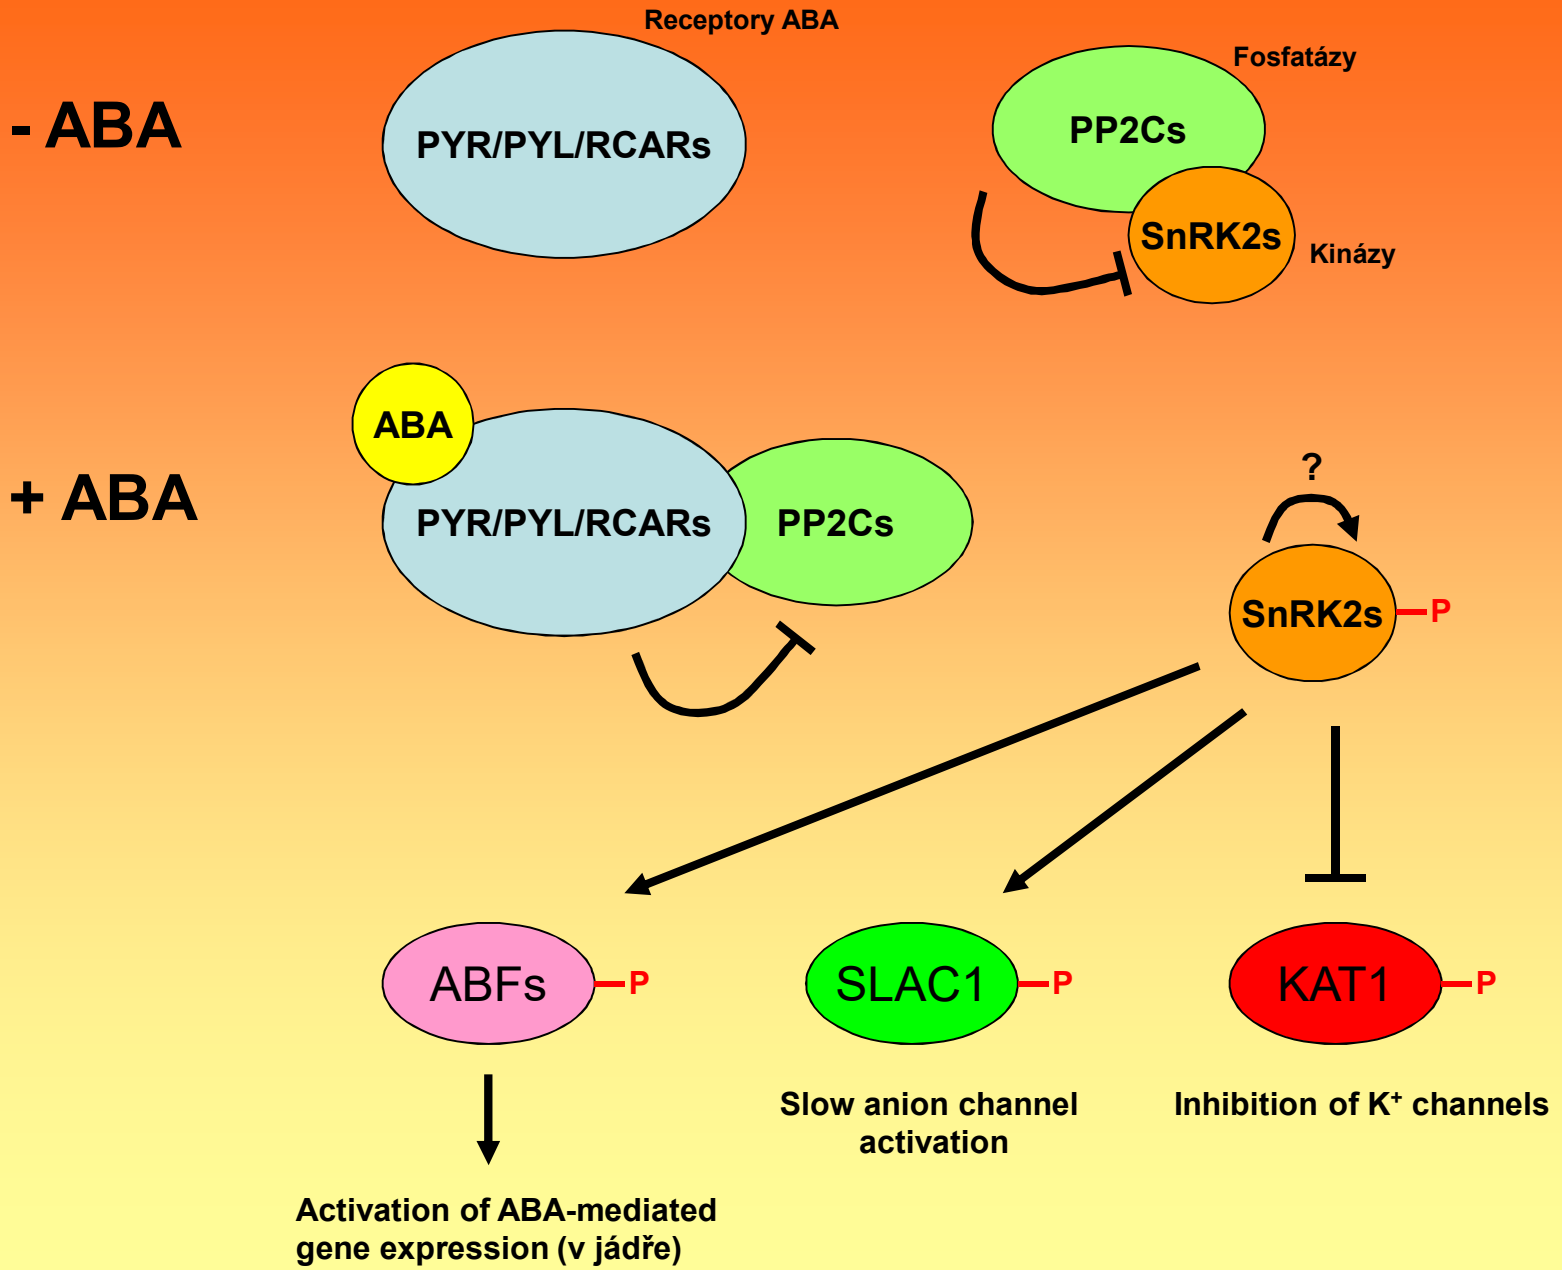 Receptory ABA
Fosfatázy
- ABA
PYR/PYL/RCARs
PP2Cs
SnRK2s
Kinázy
ABA
+ ABA
PYR/PYL/RCARs
PP2Cs
?
SnRK2s
P
ABFs
P
SLAC1
P
KAT1
P
Slow anion channel
activation
Inhibition of K⁺ channels
Activation of ABA-mediated
gene expression (v jádře)